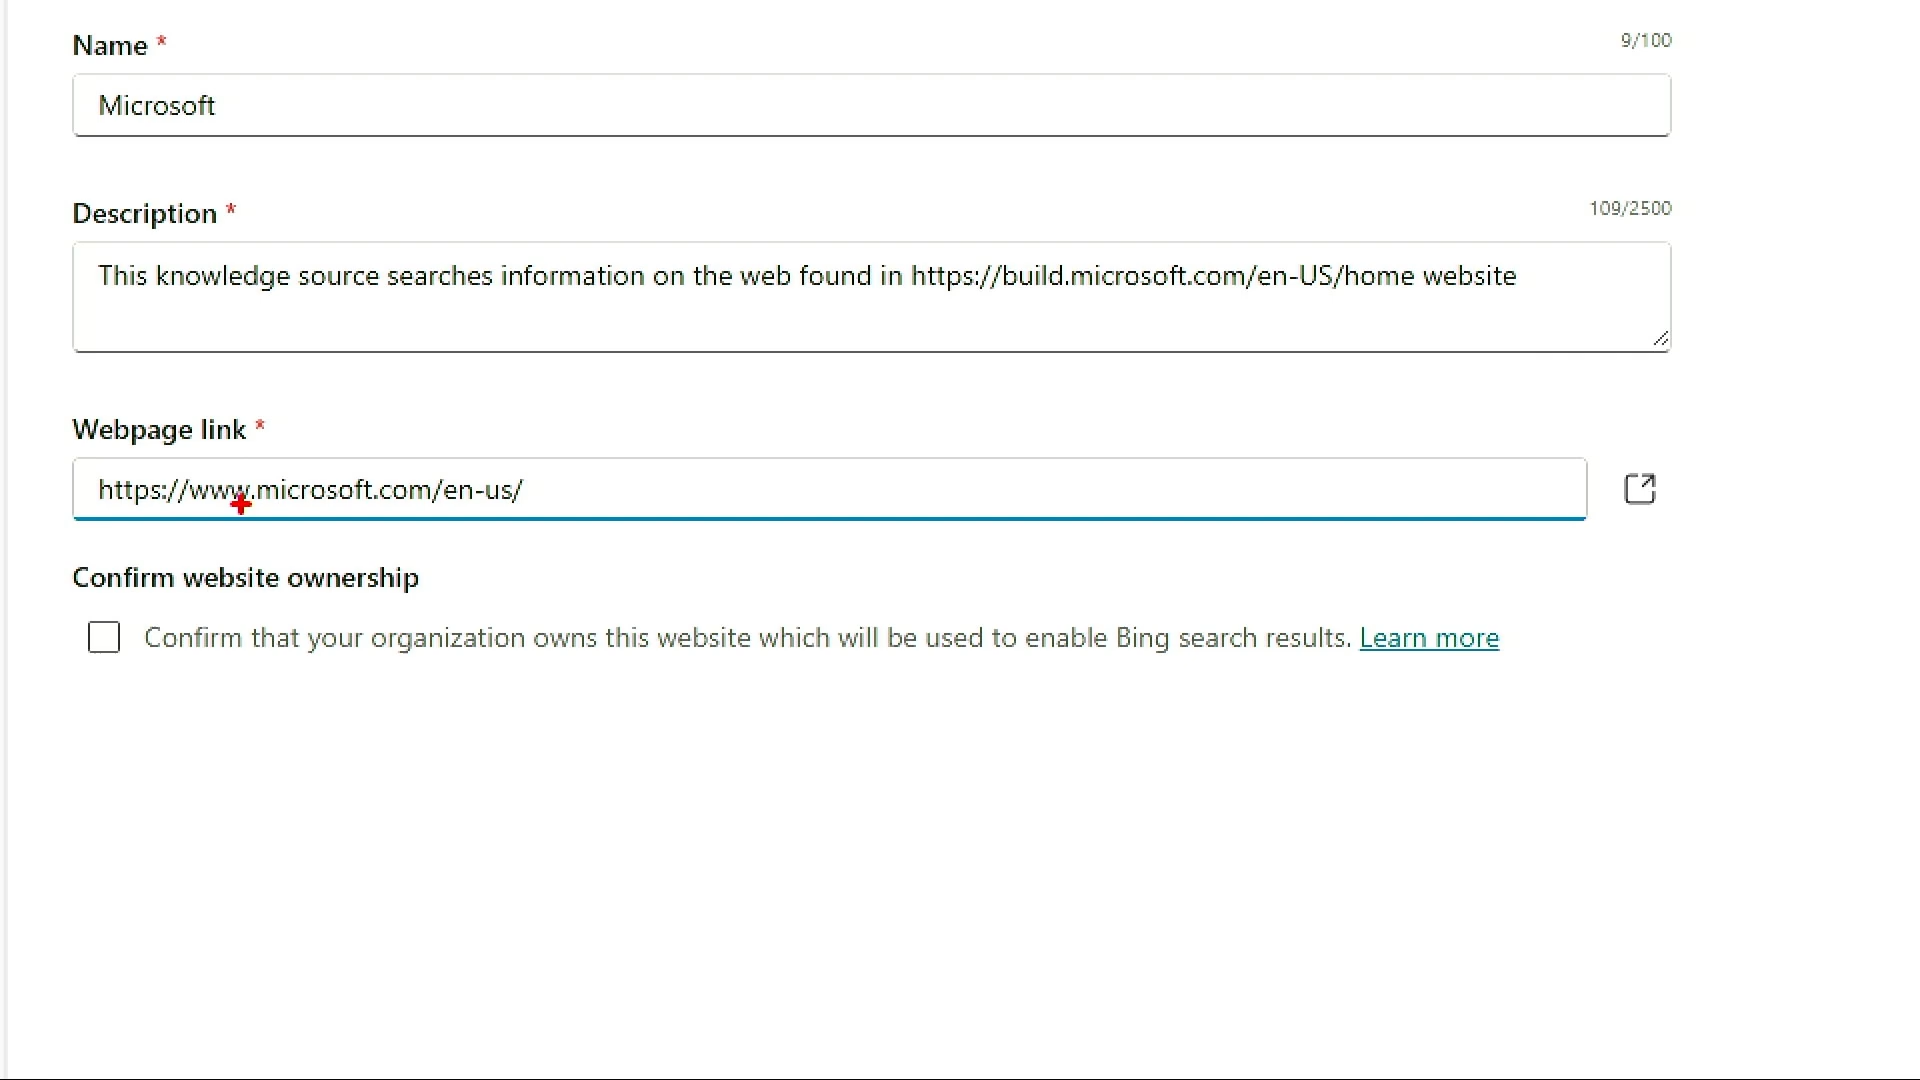 Name *
9/100
Microsoft
Description *
109/2500
This knowledge source searches information on the web found in https://build.microsoft.com/en-US/home website
Webpage link *
https://www.microsoft.com/en-us/
Confirm website ownership
Confirm that your organization owns this website which will be used to enable Bing search results. Learn more